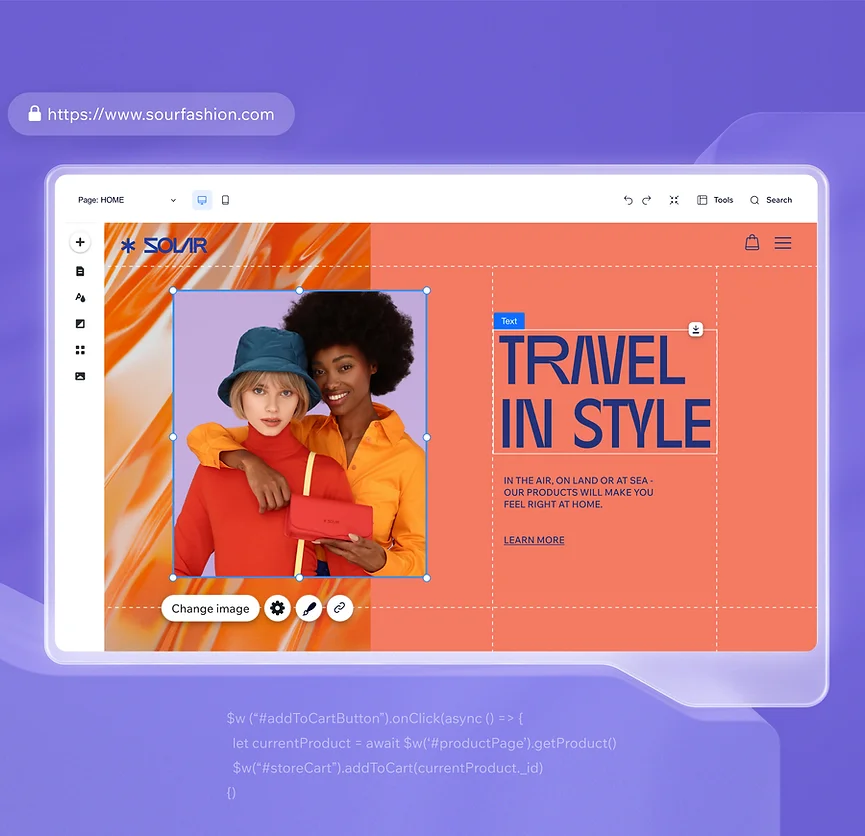 https://www.sourfashion.com
Page: HOME
Tools
Search
SOLAR
Text
TRAVEL
IN STYLE
IN THE AIR, ON LAND OR AT SEA -
OUR PRODUCTS WILL MAKE YOU
FEEL RIGHT AT HOME.
LEARN MORE
Change image
$w (“#addToCartButton”).onClick(async () => {
let currentProduct = await $w(‘#productPage’).getProduct()
$w(“#storeCart”).addToCart(currentProduct._id)
{)